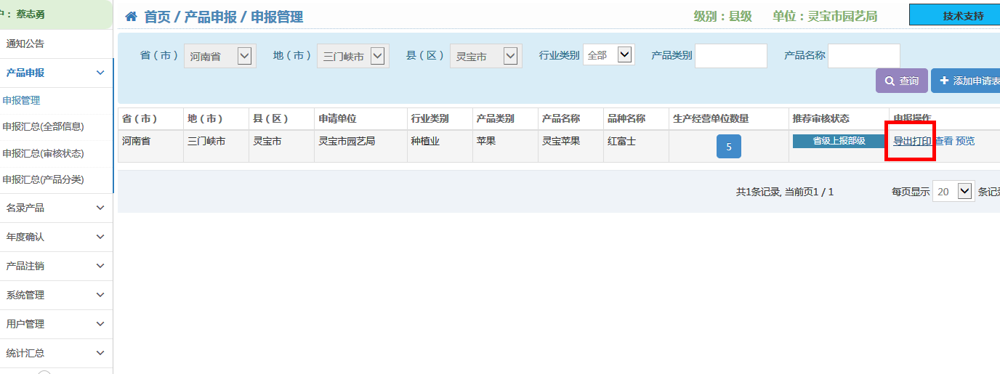 户： 蔡志勇
首页 / 产品申报 / 申报管理
级别：县级 单位：灵宝市园艺局
技术支持
通知公告
产品申报
申报管理
申报汇总(全部信息)
申报汇总(审核状态)
申报汇总(产品分类)
名录产品
年度确认
产品注销
系统管理
用户管理
统计汇总
省（市） 河南省 地（市） 三门峡市 县（区） 灵宝市 行业类别 全部 产品类别 产品名称
查询 添加申请表
省（市） 地（市） 县（区） 申请单位 行业类别 产品类别 产品名称 品种名称 生产经营单位数量 推荐审核状态 申报操作
河南省 三门峡市 灵宝市 灵宝市园艺局 种植业 苹果 灵宝苹果 红富士 5 省级上报部级 导出打印 查看 预览
共1条记录, 当前页1 / 1 每页显示 20 条记录